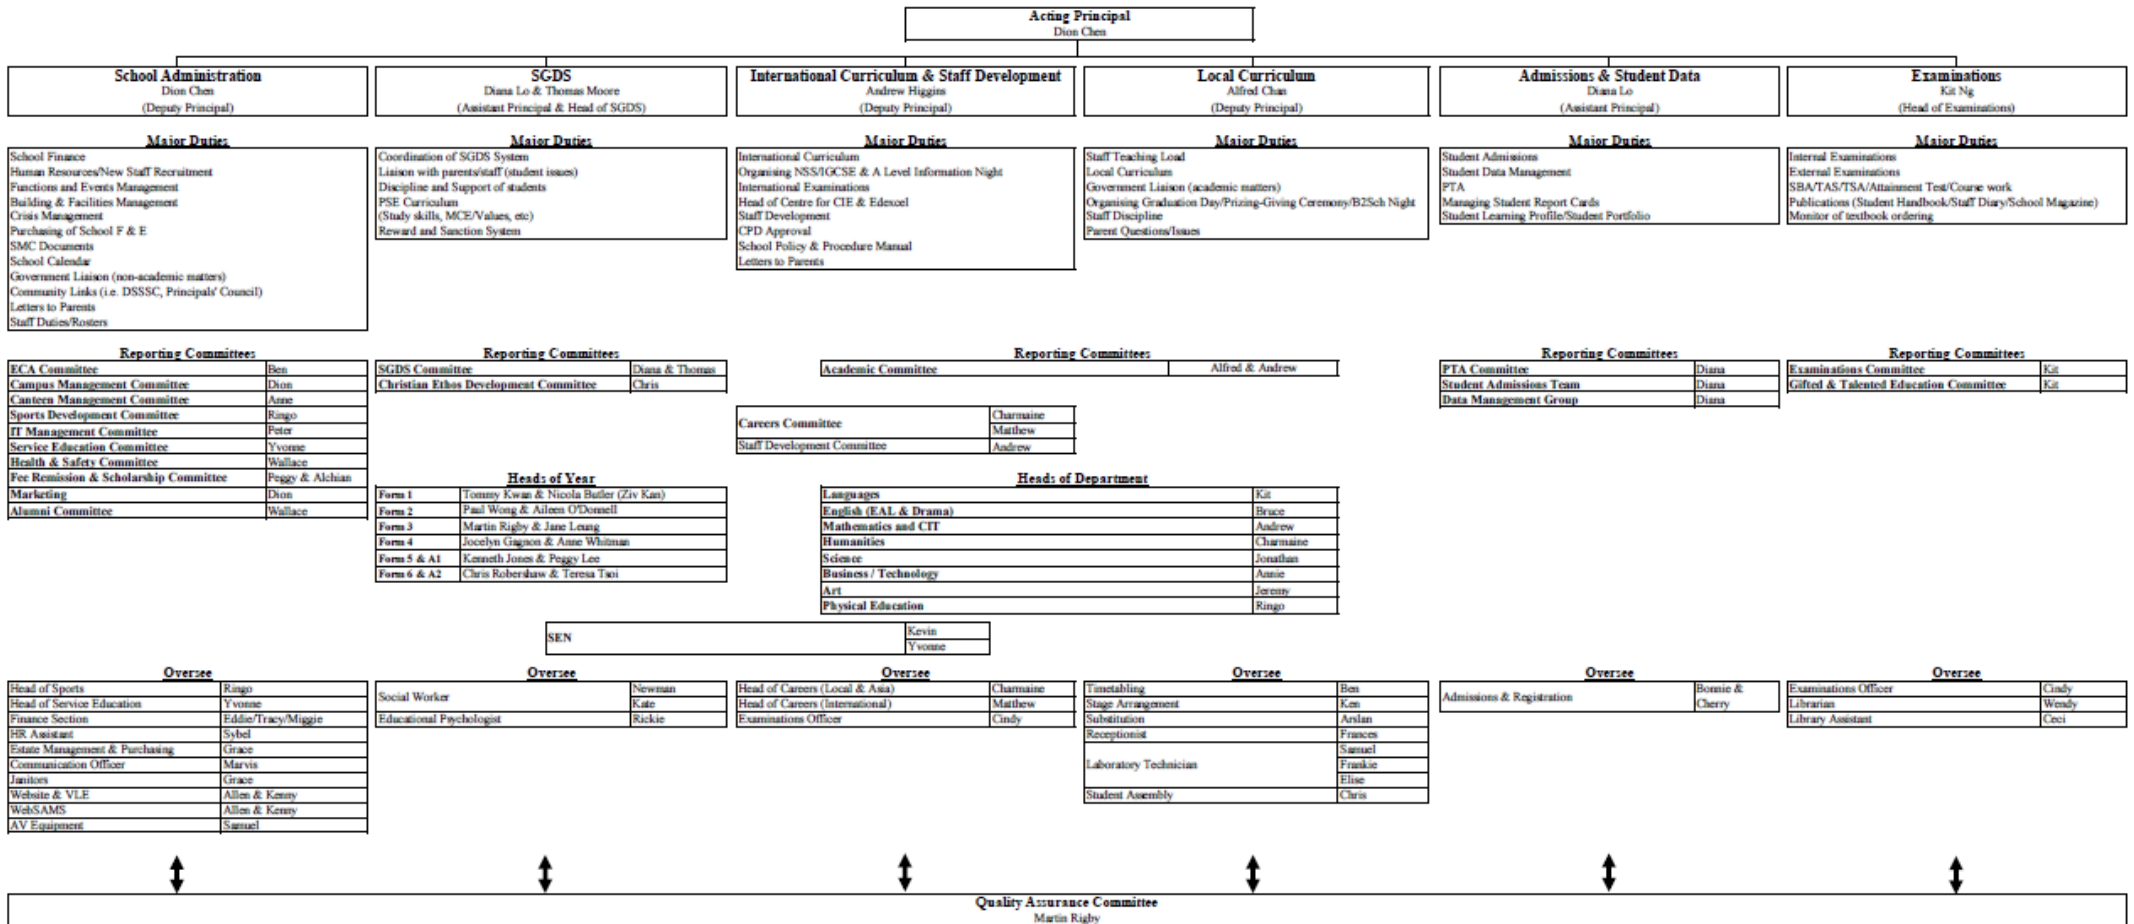 Acting Principal
Dion Chen
School Administration
Dion Chen
(Deputy Principal)
SGDS
Diana Lo & Thomas Moore
(Assistant Principal & Head of SGDS)
International Curriculum & Staff Development
Andrew Higgins
(Deputy Principal)
Local Curriculum
Alfred Chan
(Deputy Principal)
Admissions & Student Data
Diana Lo
(Assistant Principal)
Examinations
Kit Ng
(Head of Examinations)
Major Duties
School Finance
Human Resources/New Staff Recruitment
Functions and Events Management
Building & Facilities Management
Crisis Management
Purchasing of School F & E
SMC Documents
School Calendar
Government Liaison (non-academic matters)
Community Links (i.e. DSSSC, Principals' Council)
Letters to Parents
Staff Duties/Rosters
Major Duties
Coordination of SGDS System
Liaison with parents/staff (student issues)
Discipline and Support of students
PSE Curriculum
(Study skills, MCE/Values, etc)
Reward and Sanction System
Major Duties
International Curriculum
Organising NSS/IGCSE & A Level Information Night
International Examinations
Head of Centre for CIE & Edexcel
Staff Development
CPD Approval
School Policy & Procedure Manual
Letters to Parents
Major Duties
Staff Teaching Load
Local Curriculum
Government Liaison (academic matters)
Organising Graduation Day/Prizing-Giving Ceremony/B2Sch Night
Staff Discipline
Parent Questions/Issues
Major Duties
Student Admissions
Student Data Management
PTA
Managing Student Report Cards
Student Learning Profile/Student Portfolio
Major Duties
Internal Examinations
External Examinations
SBA/TAS/TSA/Attainment Test/Course work
Publications (Student Handbook/Staff Diary/School Magazine)
Monitor of textbook ordering
Reporting Committees
ECA Committee Ben
Campus Management Committee Dion
Canteen Management Committee Anne
Sports Development Committee Ringo
IT Management Committee Peter
Service Education Committee Yvonne
Health & Safety Committee Wallace
Fee Remission & Scholarship Committee Peggy & Alchian
Marketing Dion
Alumni Committee Wallace
Reporting Committees
SGDS Committee Diana & Thomas
Christian Ethos Development Committee Chris
Reporting Committees
Academic Committee Alfred & Andrew
Careers Committee Charmaine
Matthew
Staff Development Committee Andrew
Reporting Committees
PTA Committee Diana
Student Admissions Team Diana
Data Management Group Diana
Reporting Committees
Examinations Committee Kit
Gifted & Talented Education Committee Kit
Heads of Year
Form 1 Tommy Kwan & Nicola Butler (Ziv Kan)
Form 2 Paul Wong & Aileen O'Donnell
Form 3 Martin Rigby & Jane Leung
Form 4 Jocelyn Gagnon & Anne Whitman
Form 5 & A1 Kenneth Jones & Peggy Lee
Form 6 & A2 Chris Robershaw & Teresa Tsoi
Heads of Department
Languages Kit
English (EAL & Drama) Bruce
Mathematics and CIT Andrew
Humanities Charmaine
Science Jonathan
Business / Technology Annie
Art Jeremy
Physical Education Ringo
SEN Kevin
Yvonne
Oversee
Head of Sports Ringo
Head of Service Education Yvonne
Finance Section Eddie/Tracy/Miggie
HR Assistant Sybel
Estate Management & Purchasing Grace
Communication Officer Marvis
Janitors Grace
Website & VLE Allen & Kenny
WebSAMS Allen & Kenny
AV Equipment Samuel
Oversee
Social Worker Newman
Kate
Educational Psychologist Rickie
Oversee
Head of Careers (Local & Asia) Charmaine
Head of Careers (International) Matthew
Examinations Officer Cindy
Oversee
Timetabling Ben
Stage Arrangement Ken
Substitution Arslan
Receptionist Frances
Laboratory Technician Samuel
Frankie
Elise
Student Assembly Chris
Oversee
Admissions & Registration Bonnie &
Cherry
Oversee
Examinations Officer Cindy
Librarian Wendy
Library Assistant Ceci
Quality Assurance Committee
Martin Rigby